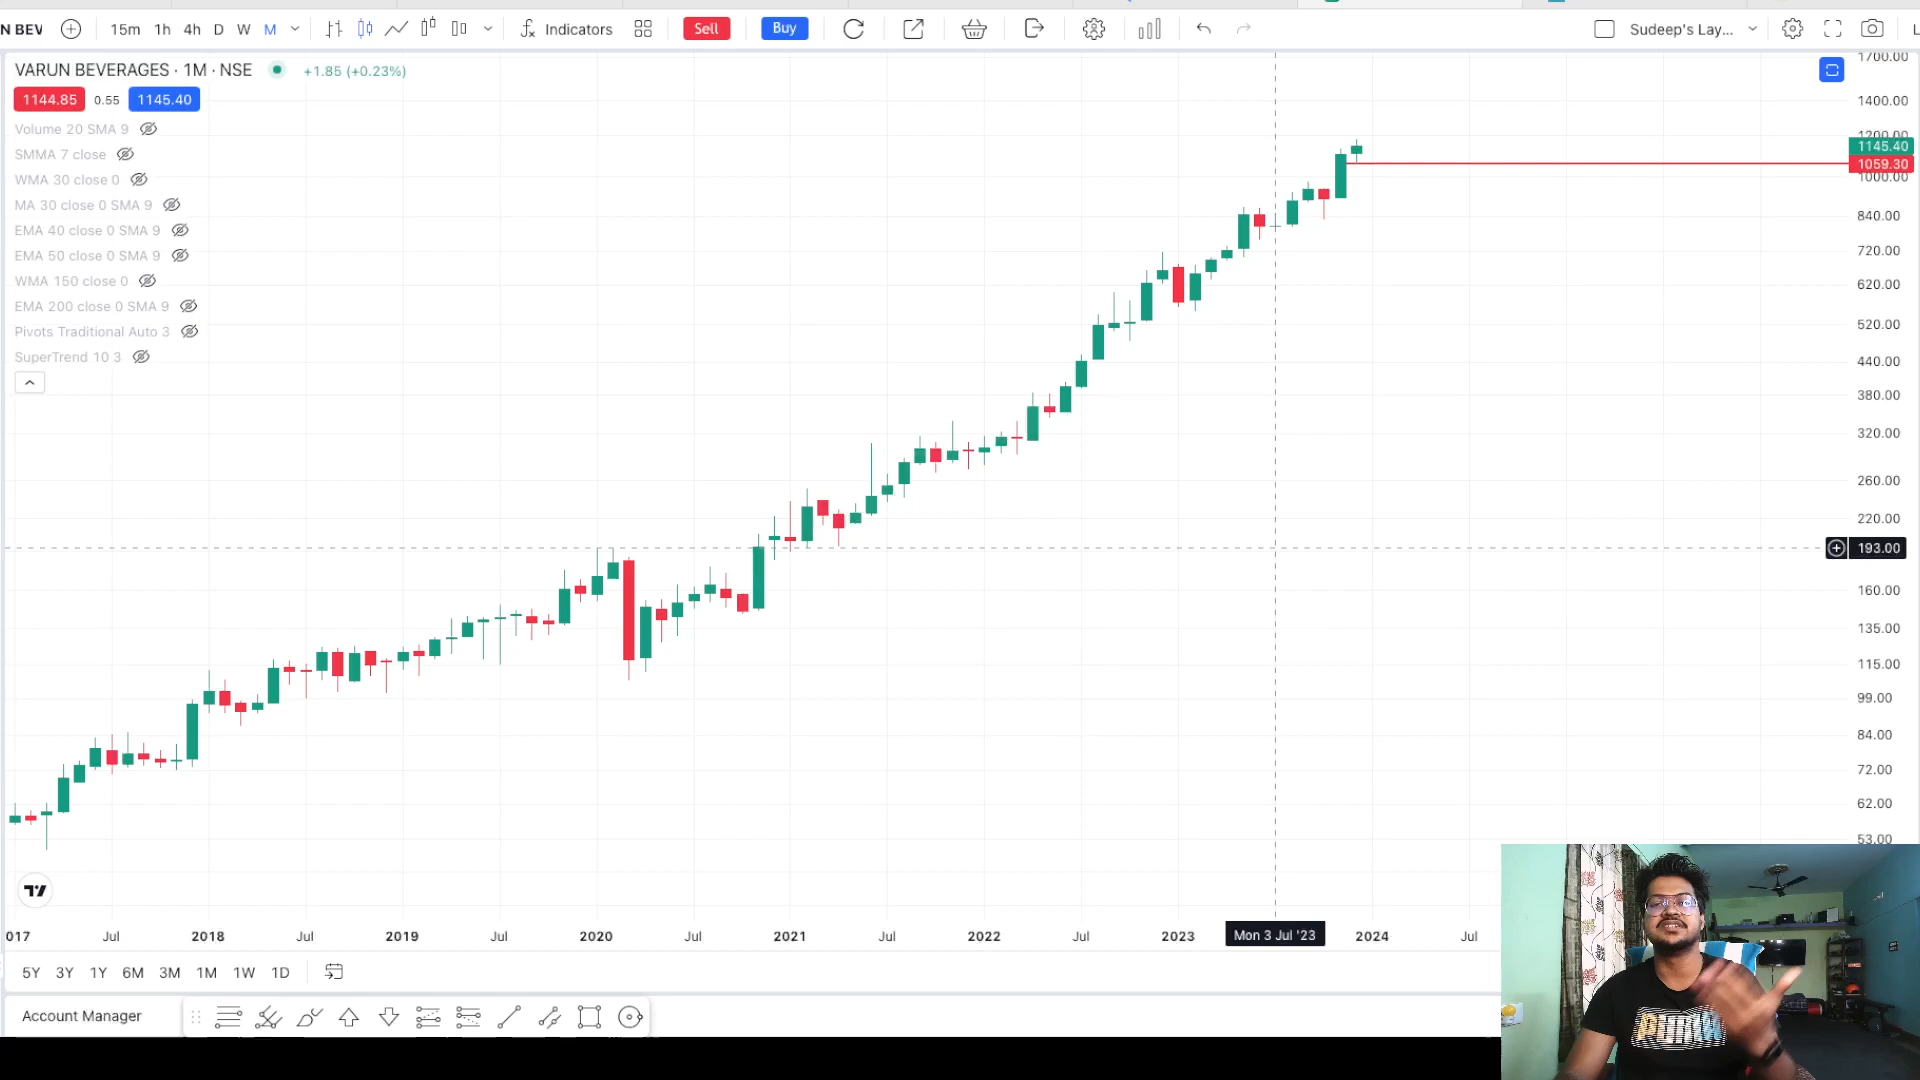 N BEV
15m 1h 4h D W M
Indicators
Sell
Buy
Sudeep's Lay...
VARUN BEVERAGES · 1M · NSE
+1.85 (+0.23%)
1144.85 0.55 1145.40
Volume 20 SMA 9
SMMA 7 close
WMA 30 close 0
MA 30 close 0 SMA 9
EMA 40 close 0 SMA 9
EMA 50 close 0 SMA 9
WMA 150 close 0
EMA 200 close 0 SMA 9
Pivots Traditional Auto 3
SuperTrend 10 3
1700.00
1400.00
1200.00
1145.40
1059.30
1000.00
840.00
720.00
620.00
520.00
440.00
380.00
320.00
260.00
220.00
193.00
160.00
135.00
115.00
99.00
84.00
72.00
62.00
53.00
017 Jul 2018 Jul 2019 Jul 2020 Jul 2021 Jul 2022 Jul 2023 Mon 3 Jul '23 2024 Jul
5Y 3Y 1Y 6M 3M 1M 1W 1D
Account Manager